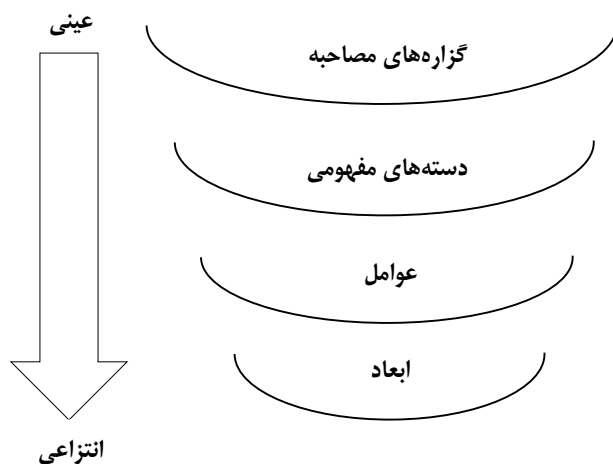 عینی
گزاره‌های مصاحبه
دسته‌های مفهومی
عوامل
ابعاد
انتزاعی